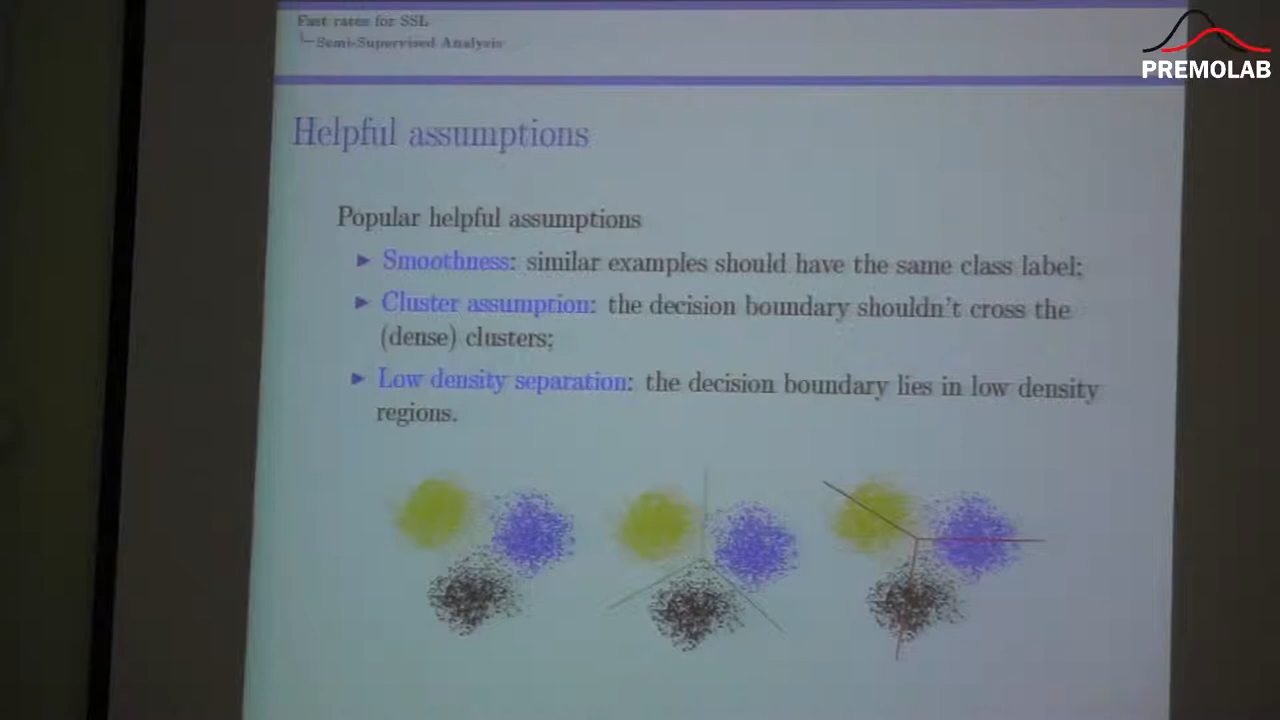 Fast rates for SSL
Semi-Supervised Analysis
PREMOLAB
Helpful assumptions
Popular helpful assumptions
Smoothness: similar examples should have the same class label;
Cluster assumption: the decision boundary shouldn't cross the
(dense) clusters;
Low density separation: the decision boundary lies in low density
regions.